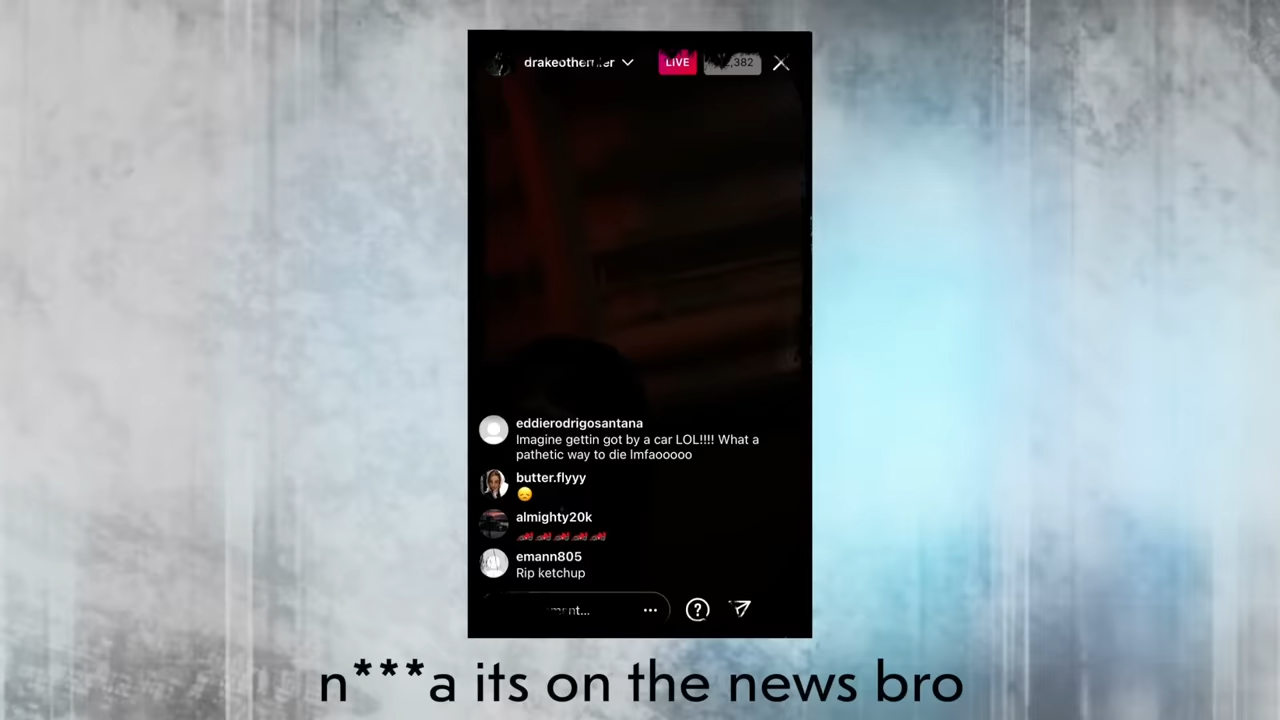 LIVE
eddierodrigosantana
Imagine gettin got by a car LOL!!!! What a
pathetic way to die lmfaooooo
butter.flyyy
😞
almighty20k
🏎🏎🏎🏎🏎
emann805
Rip ketchup
n***a its on the news bro